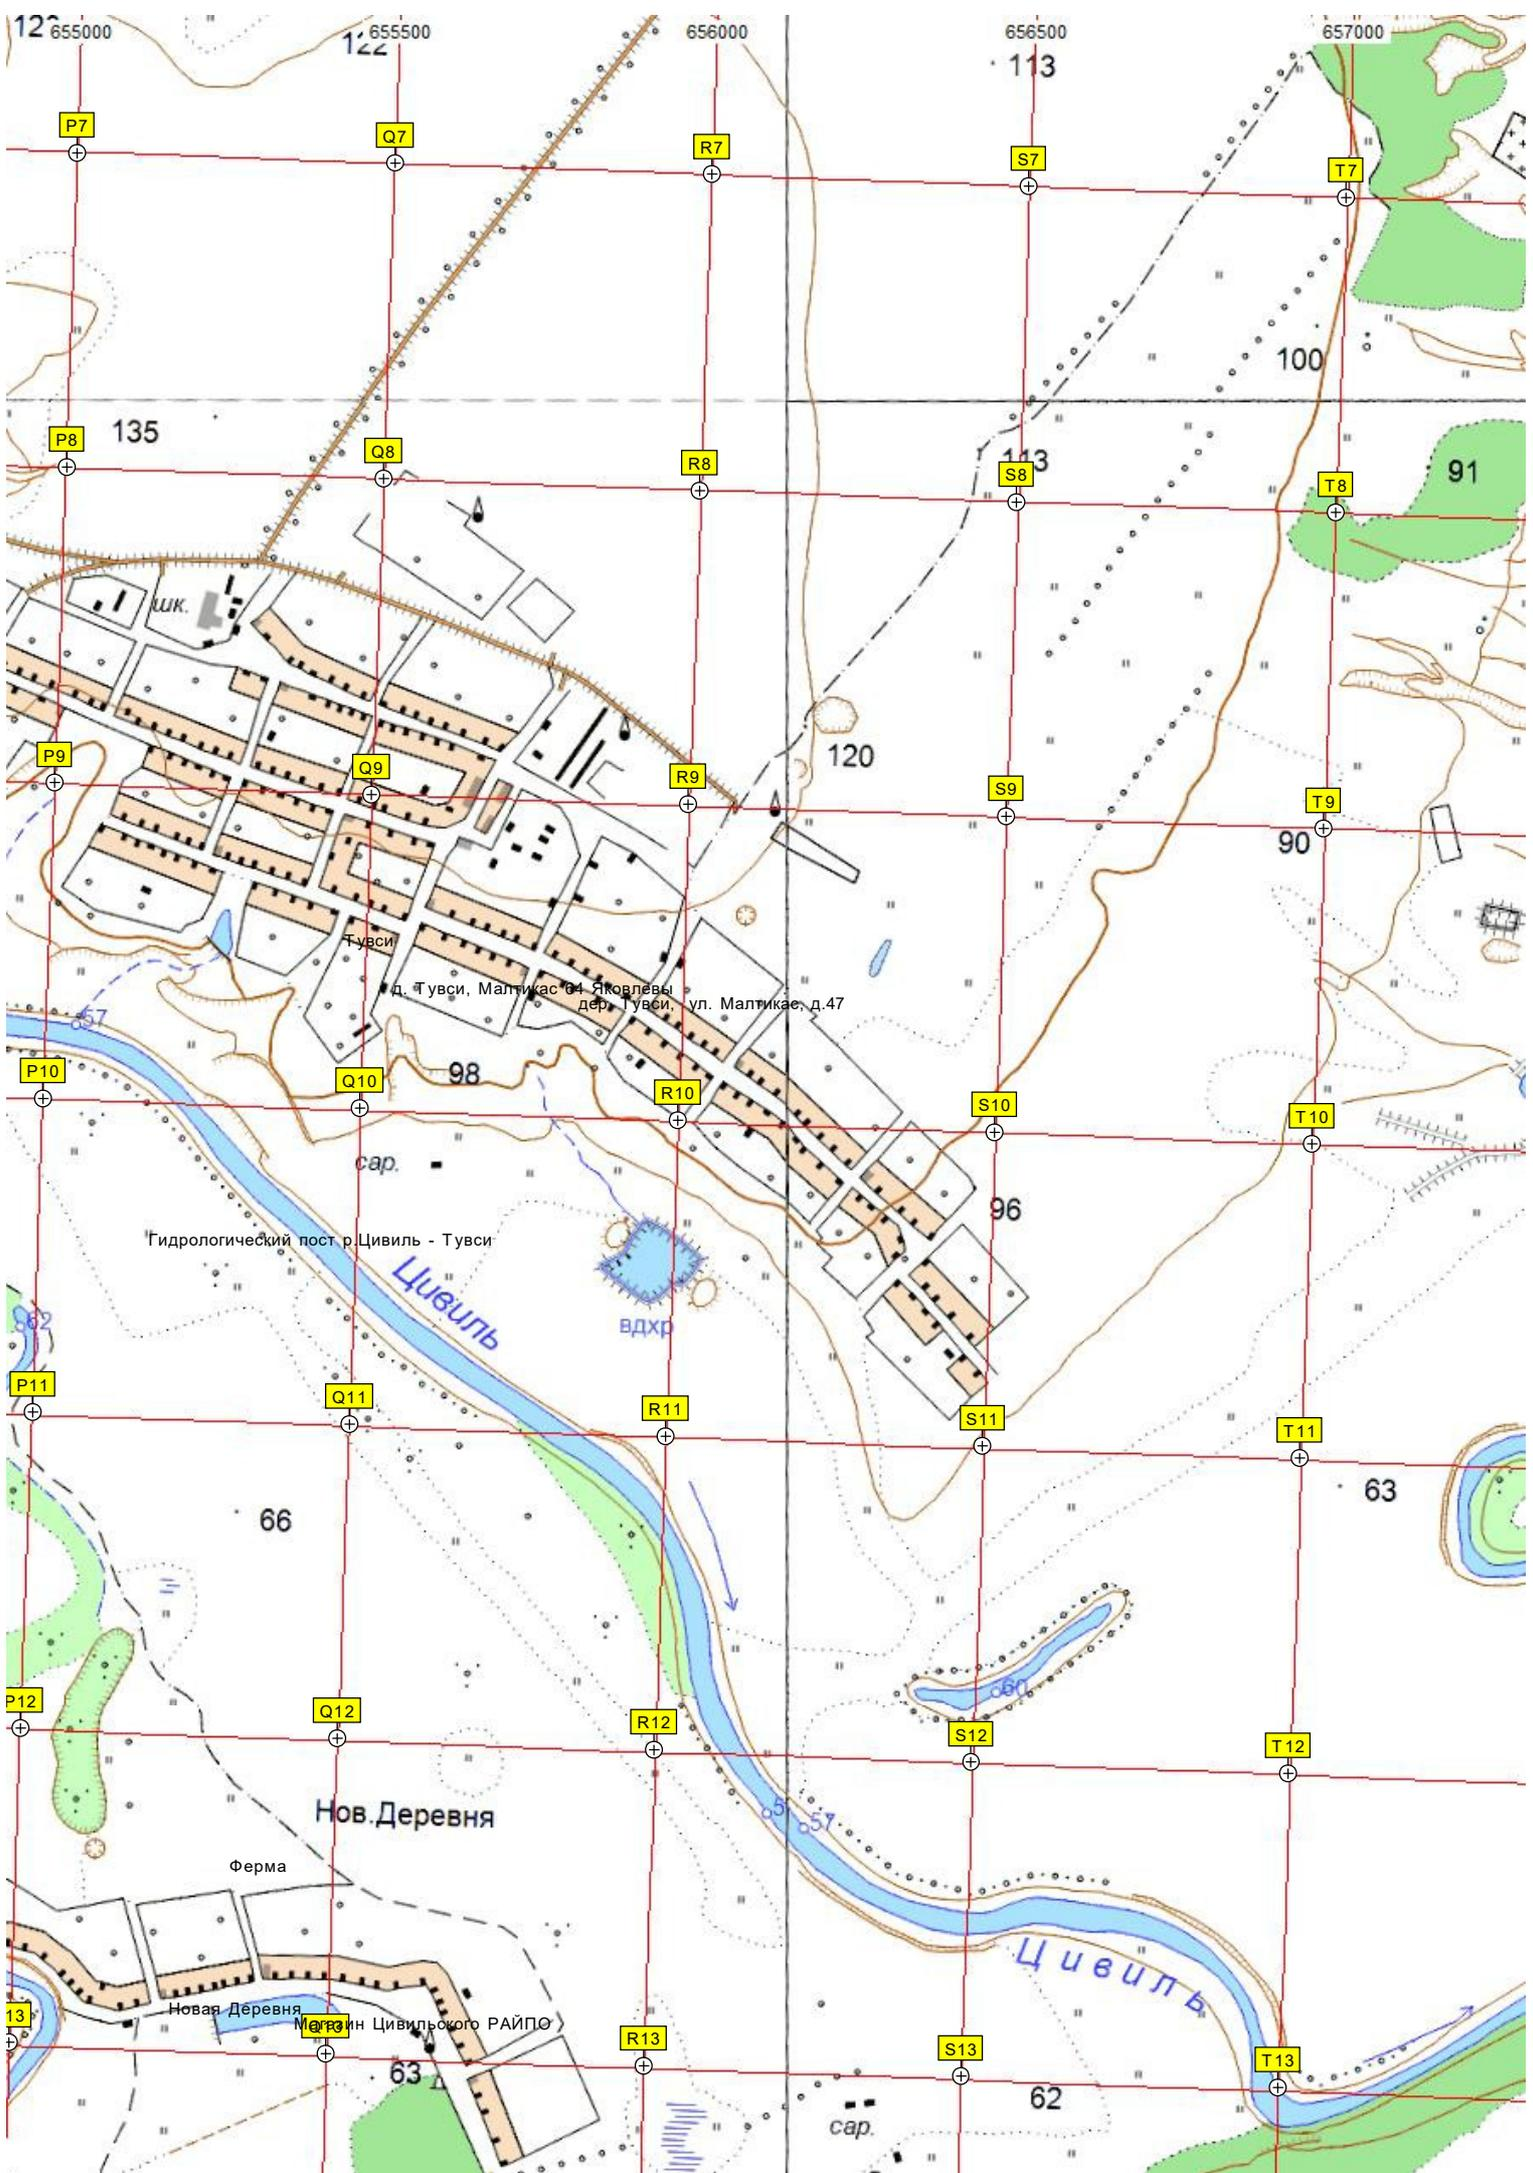 655000
655500
656000
656500
657000
122
113
P7
Q7
R7
S7
T7
100
135
P8
Q8
R8
113
S8
T8
91
шк.
P9
Q9
R9
120
S9
T9
90
Тувси
д. Тувси, Малтикас 64 Яковлевы
дер. Тувси, ул. Малтикас, д.47
57
P10
Q10
98
R10
S10
T10
сар.
96
Гидрологический пост р.Цивиль - Тувси
Цивиль
62
вдхр
P11
Q11
R11
S11
T11
66
63
P12
Q12
R12
60
S12
T12
Нов.Деревня
57
Ферма
Цивиль
Новая Деревня
Магазин Цивильского РАЙПО
13
Q13
R13
S13
T13
63
62
сар.